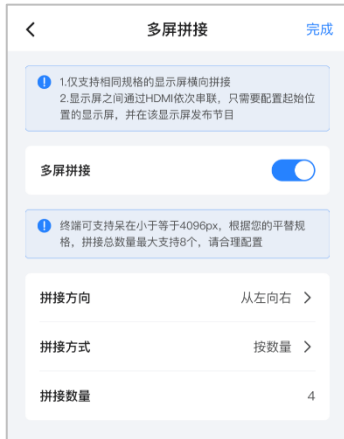 多屏拼接
完成
1.仅支持相同规格的显示屏横向拼接
2.显示屏之间通过HDMI依次串联，只需要配置起始位
置的显示屏，并在该显示屏发布节目
多屏拼接
终端可支持呆在小于等于4096px，根据您的平替规
格，拼接总数量最大支持8个，请合理配置
拼接方向
从左向右
拼接方式
按数量
拼接数量
4